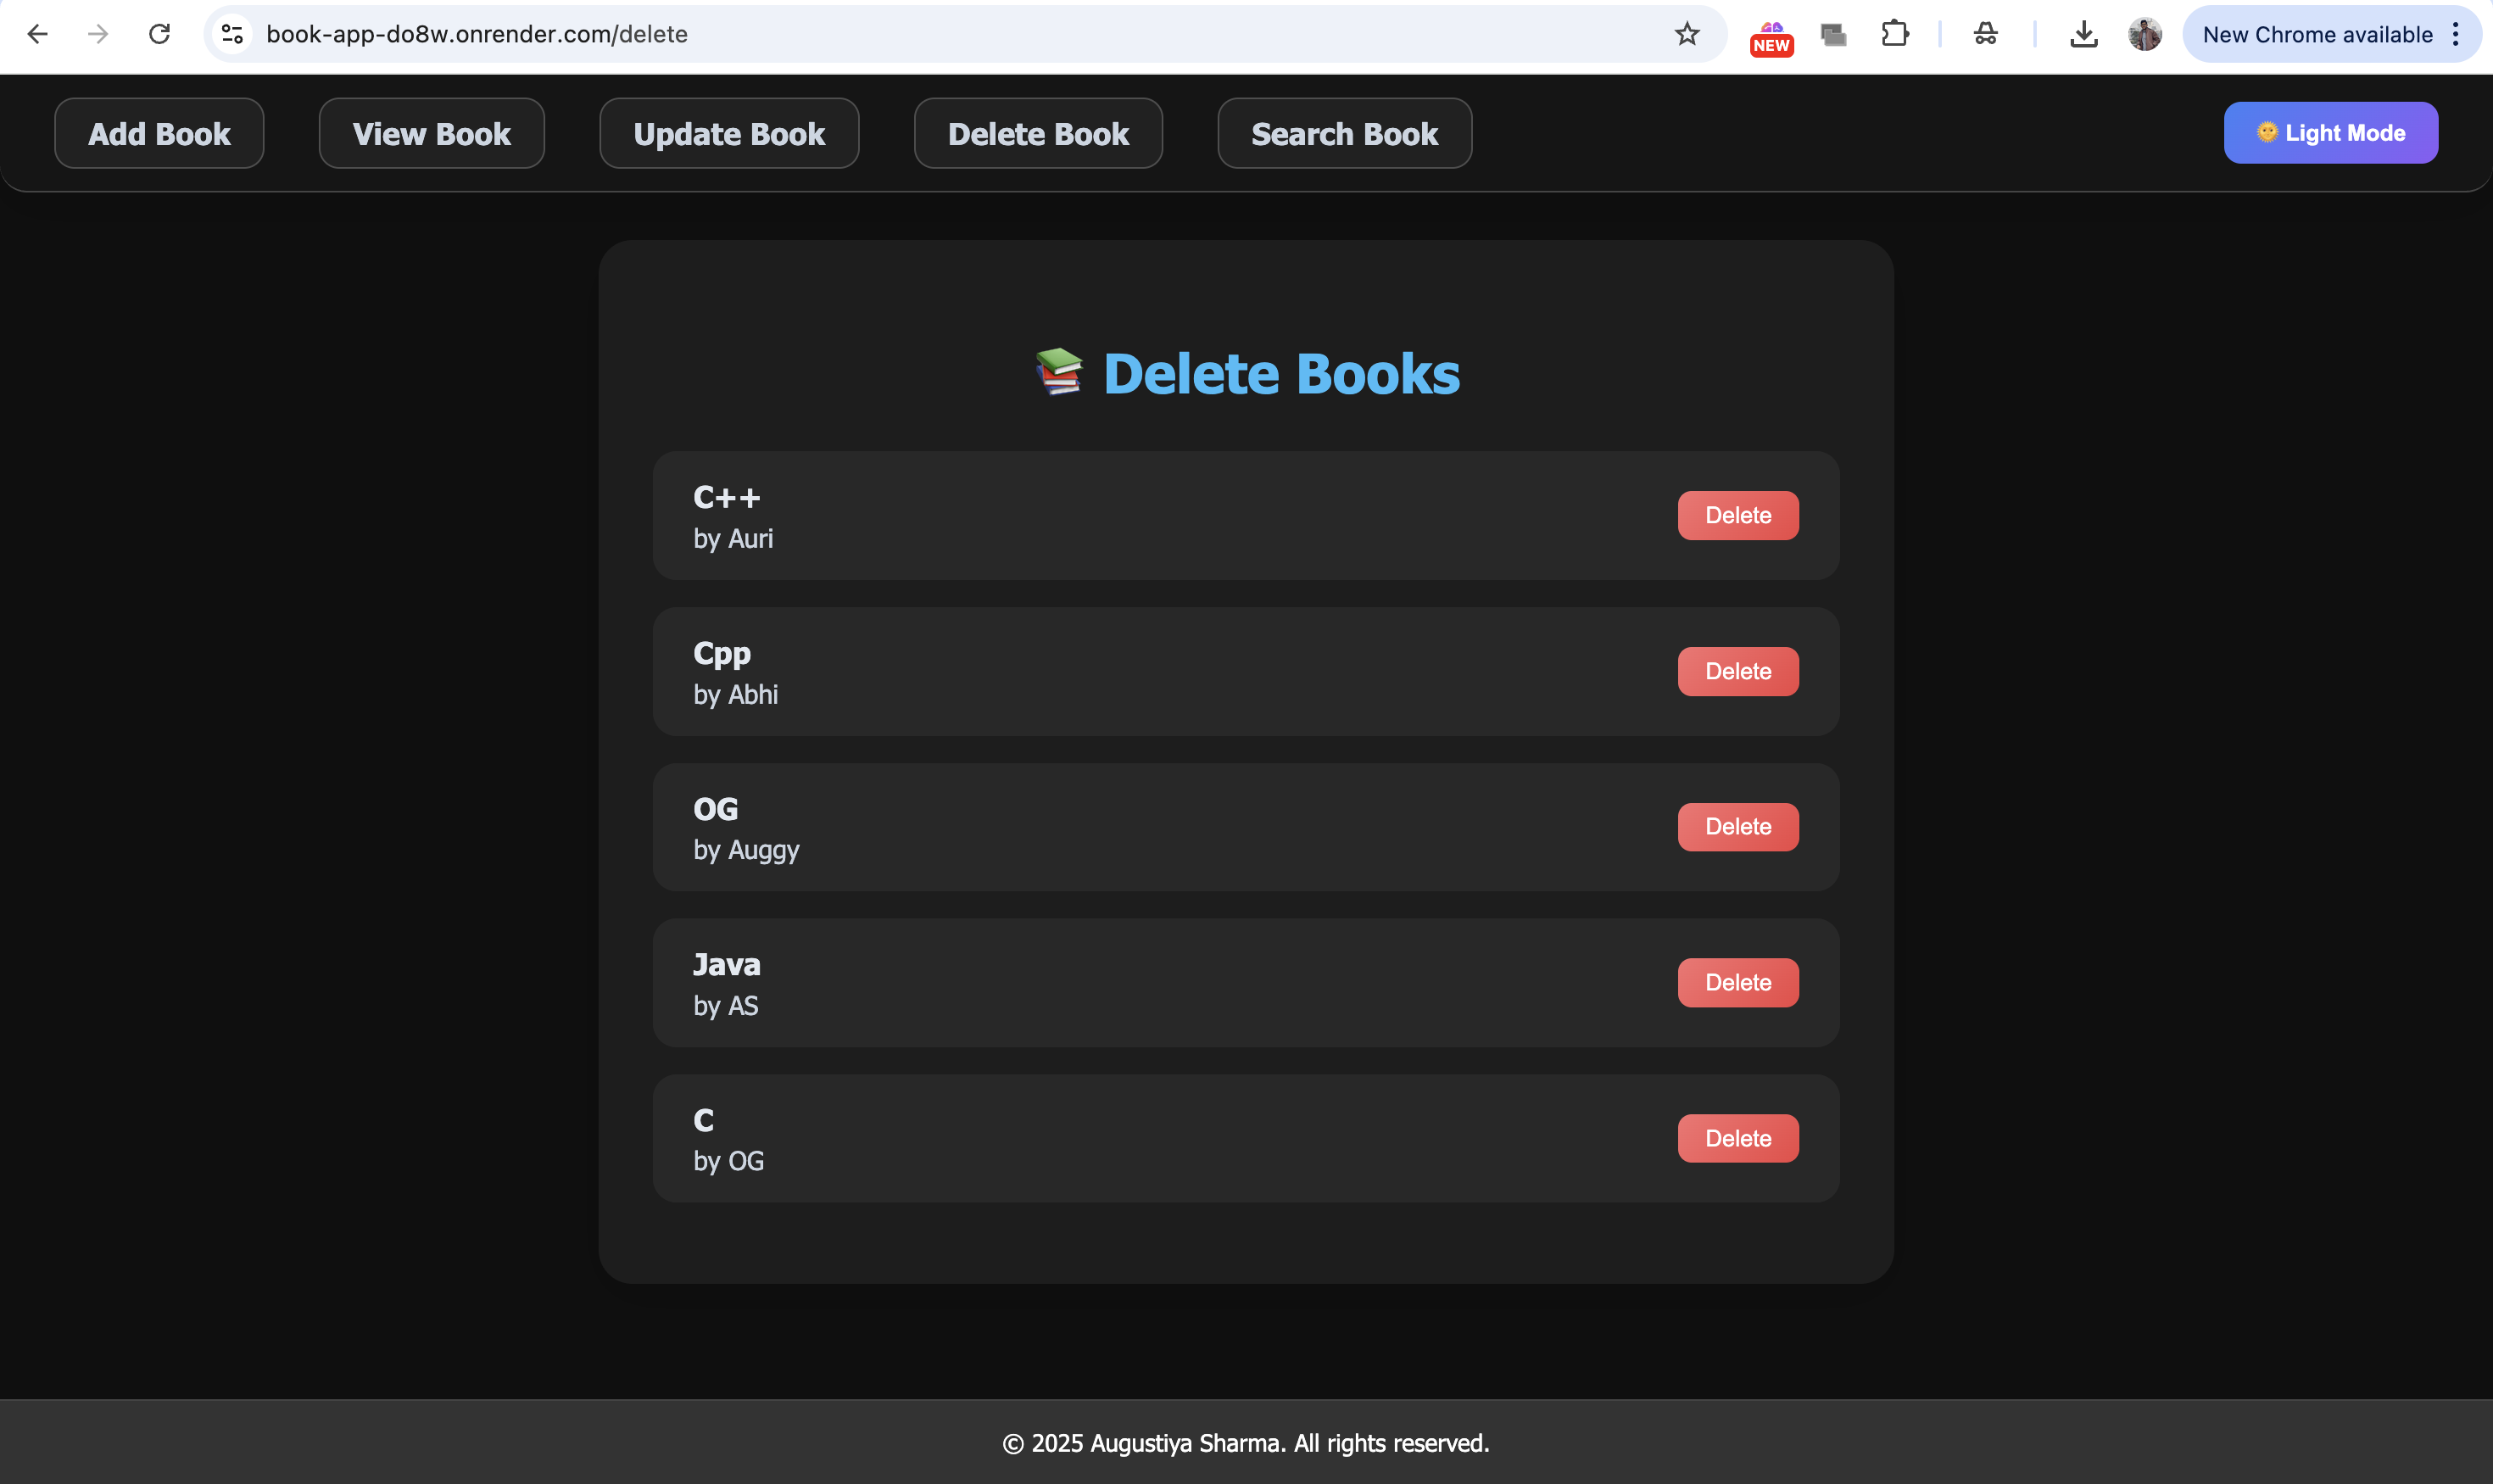 book-app-do8w.onrender.com/delete
NEW
New Chrome available
Add Book
View Book
Update Book
Delete Book
Search Book
🌞 Light Mode
📚 Delete Books
C++
by Auri
Delete
Cpp
by Abhi
Delete
OG
by Auggy
Delete
Java
by AS
Delete
C
by OG
Delete
© 2025 Augustiya Sharma. All rights reserved.